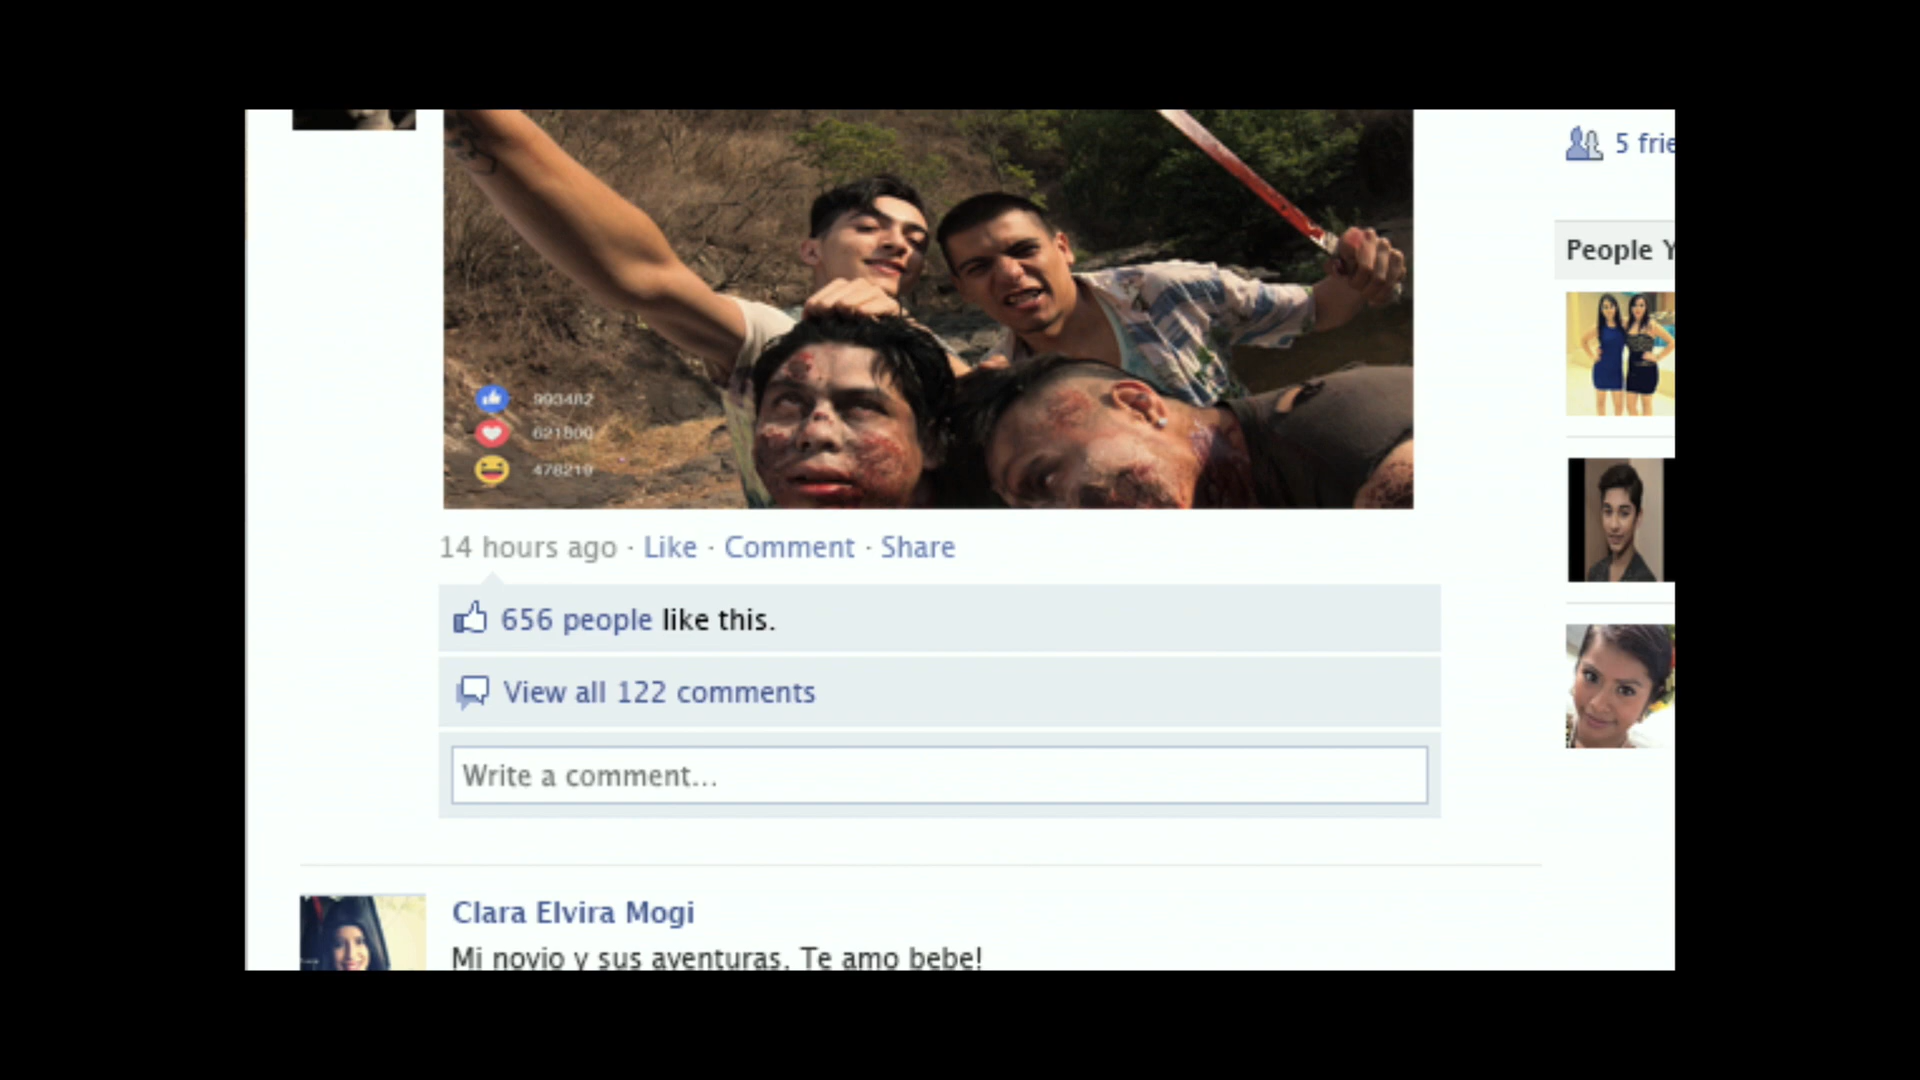 5 frie
People Y
993482
621800
478219
14 hours ago · Like · Comment · Share
656 people like this.
View all 122 comments
Write a comment...
Clara Elvira Mogi
Mi novio y sus aventuras. Te amo bebe!